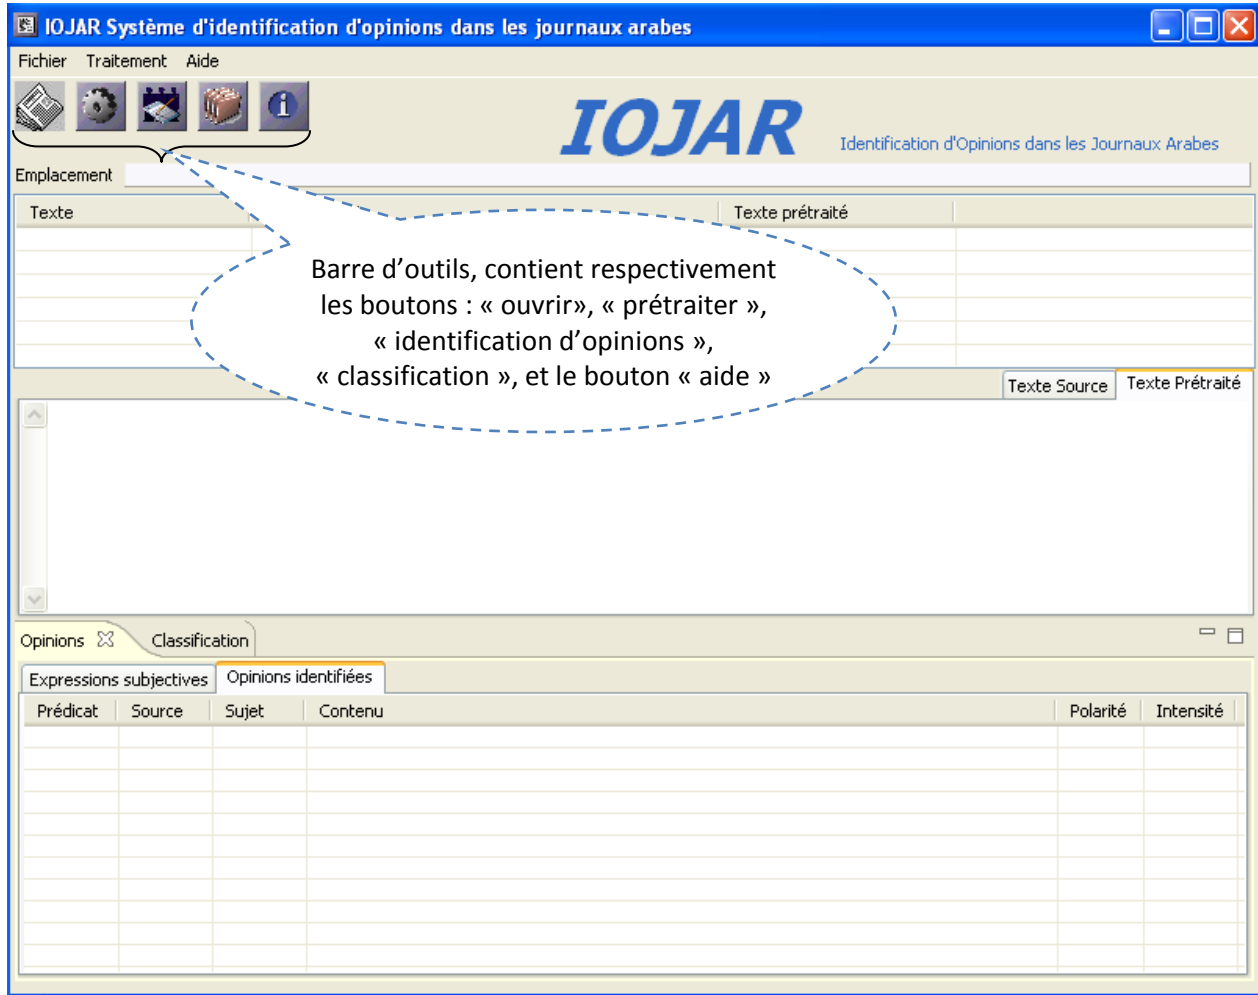 IOJAR Système d'identification d'opinions dans les journaux arabes
Fichier Traitement Aide
IOJAR
Identification d'Opinions dans les Journaux Arabes
Emplacement
Texte Texte prétraité
Barre d’outils, contient respectivement
les boutons : « ouvrir», « prétraiter »,
« identification d’opinions »,
« classification », et le bouton « aide »
Texte Source Texte Prétraité
Opinions Classification
Expressions subjectives Opinions identifiées
Prédicat Source Sujet Contenu Polarité Intensité